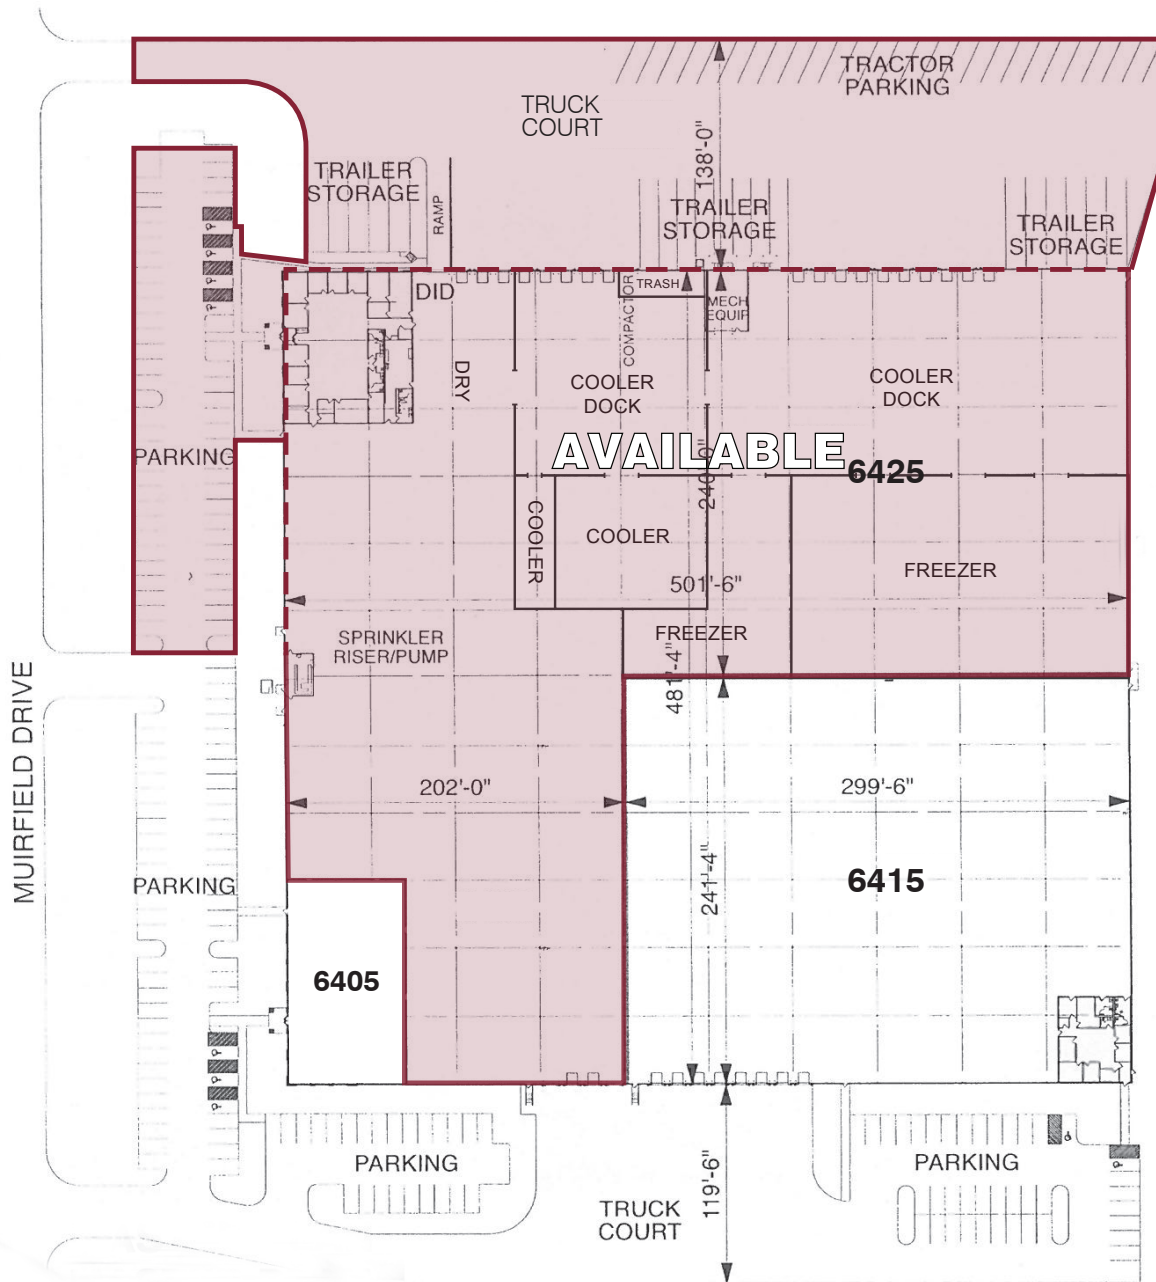 TRACTOR
PARKING
TRUCK
COURT
138'-0"
TRAILER
STORAGE
RAMP
TRAILER
STORAGE
TRAILER
STORAGE
DID
TRASH
COMPACTOR
MECH
EQUIP
DRY
COOLER
DOCK
COOLER
DOCK
PARKING
AVAILABLE
6425
COOLER
COOLER
FREEZER
501'-6"
SPRINKLER
RISER/PUMP
FREEZER
481'-4"
MUIRFIELD DRIVE
202'-0"
299'-6"
PARKING
241'-4"
6415
6405
PARKING
PARKING
119'-6"
TRUCK
COURT